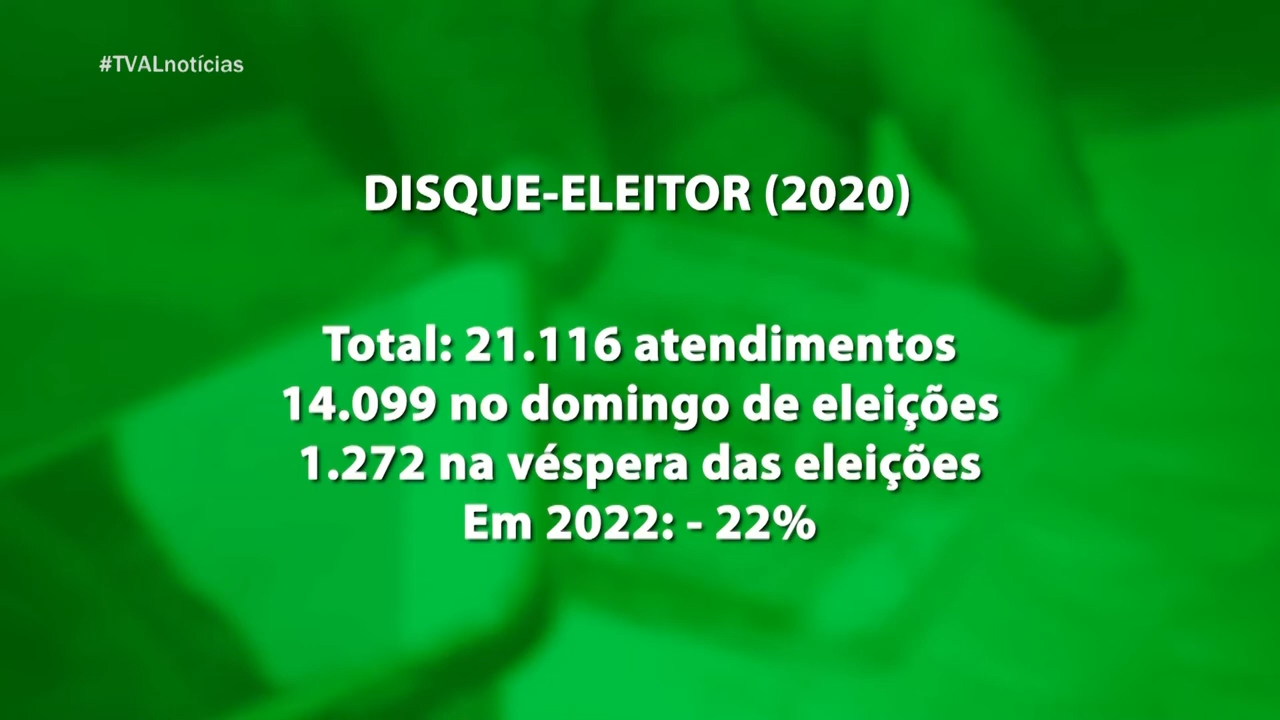 #TVALnotícias
DISQUE-ELEITOR (2020)
Total: 21.116 atendimentos
14.099 no domingo de eleições
1.272 na véspera das eleições
Em 2022: - 22%